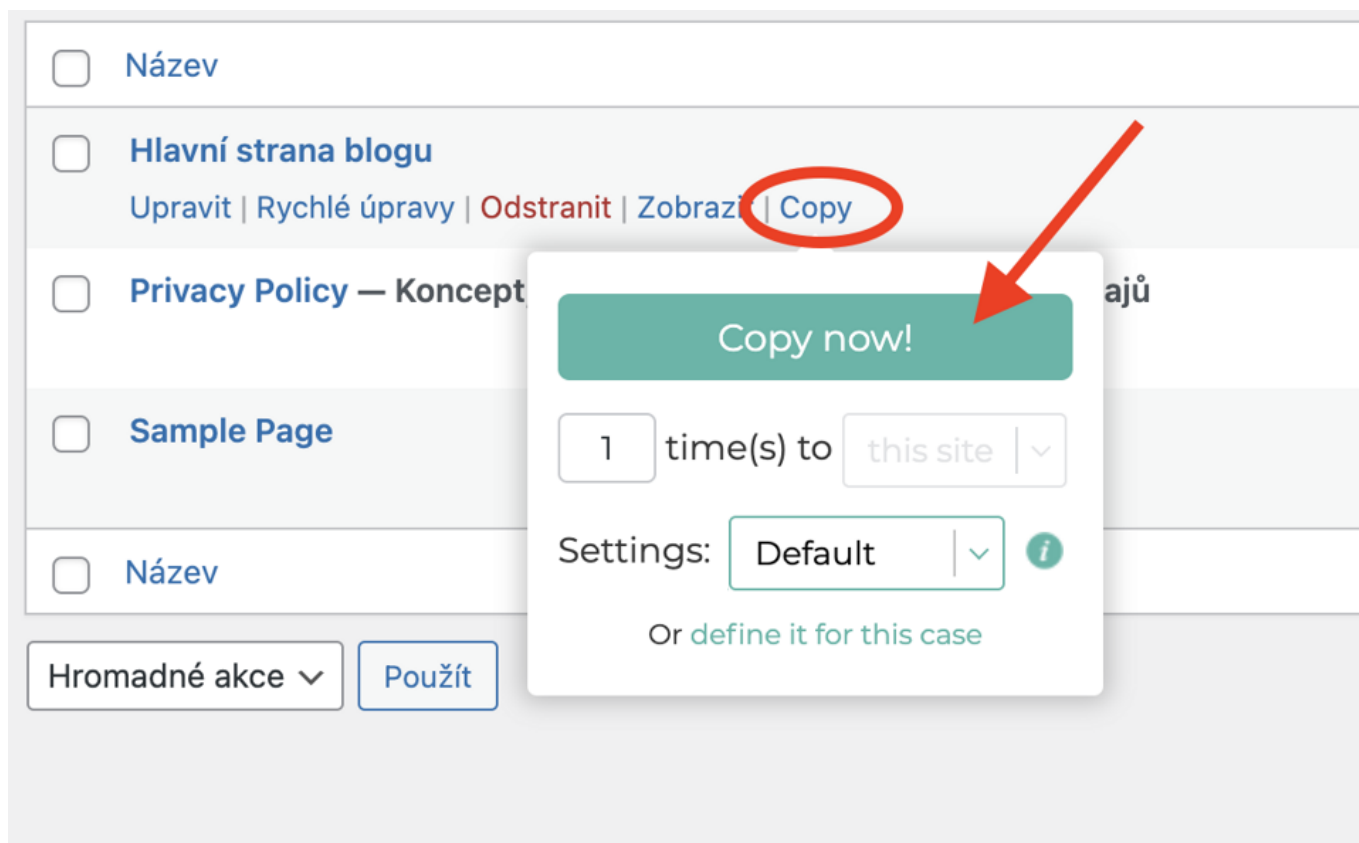 Název
Hlavní strana blogu
Upravit | Rychlé úpravy | Odstranit | Zobrazit | Copy
Privacy Policy — Koncept, ajů
Copy now!
1 time(s) to this site
Sample Page
Settings: Default i
Název
Or define it for this case
Hromadné akce Použít